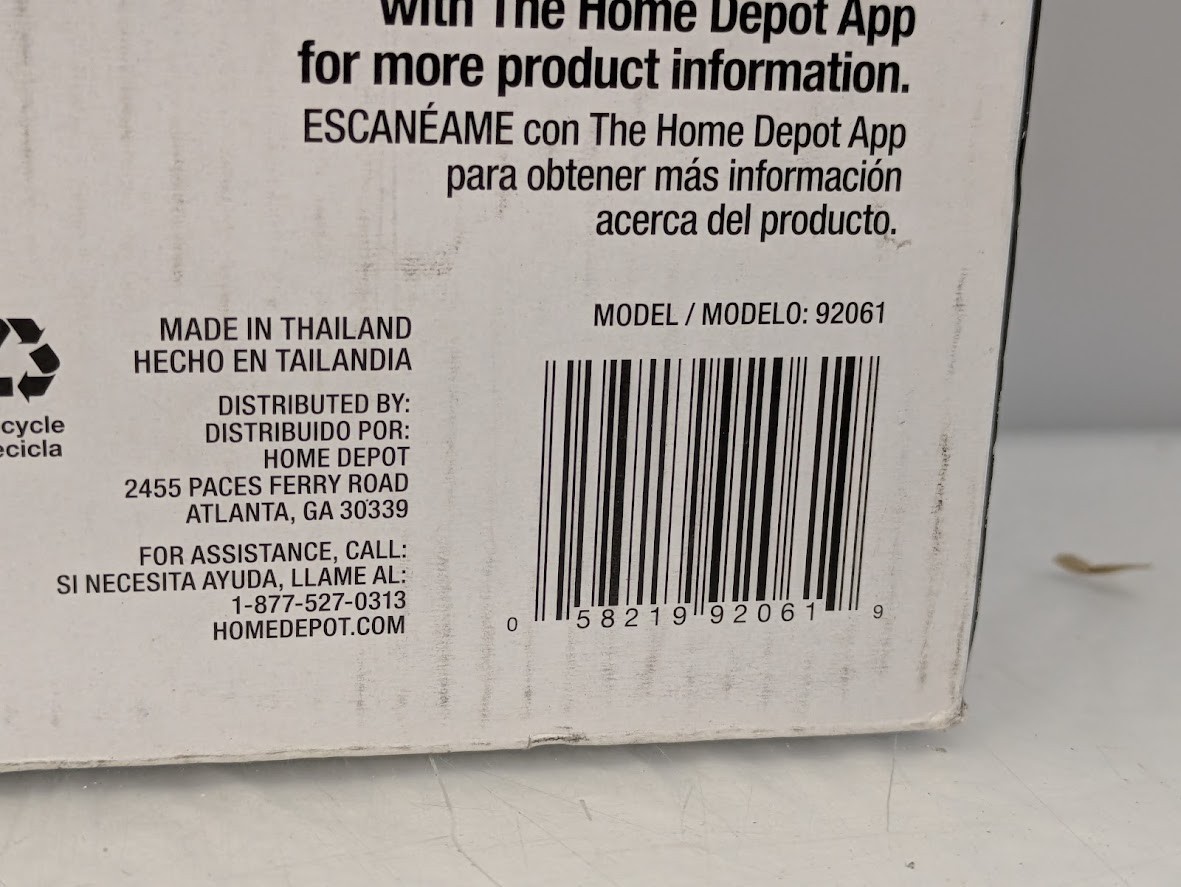 with The Home Depot App
for more product information.
ESCANÉAME con The Home Depot App
para obtener más información
acerca del producto.
MODEL / MODELO: 92061
MADE IN THAILAND
HECHO EN TAILANDIA
DISTRIBUTED BY:
DISTRIBUIDO POR:
HOME DEPOT
2455 PACES FERRY ROAD
ATLANTA, GA 30339
FOR ASSISTANCE, CALL:
SI NECESITA AYUDA, LLAME AL:
1-877-527-0313
HOMEDEPOT.COM
cycle
ecicla
0 58219 92061 9